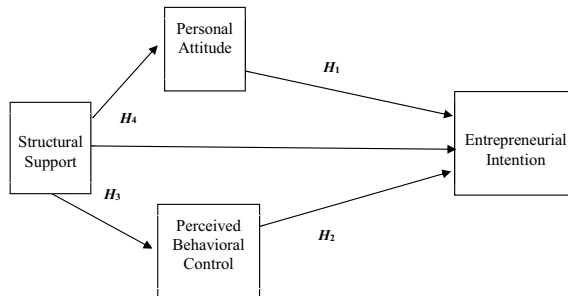 Personal
Attitude
H1
H4
Structural
Support
Entrepreneurial
Intention
H3
Perceived
Behavioral
Control
H2